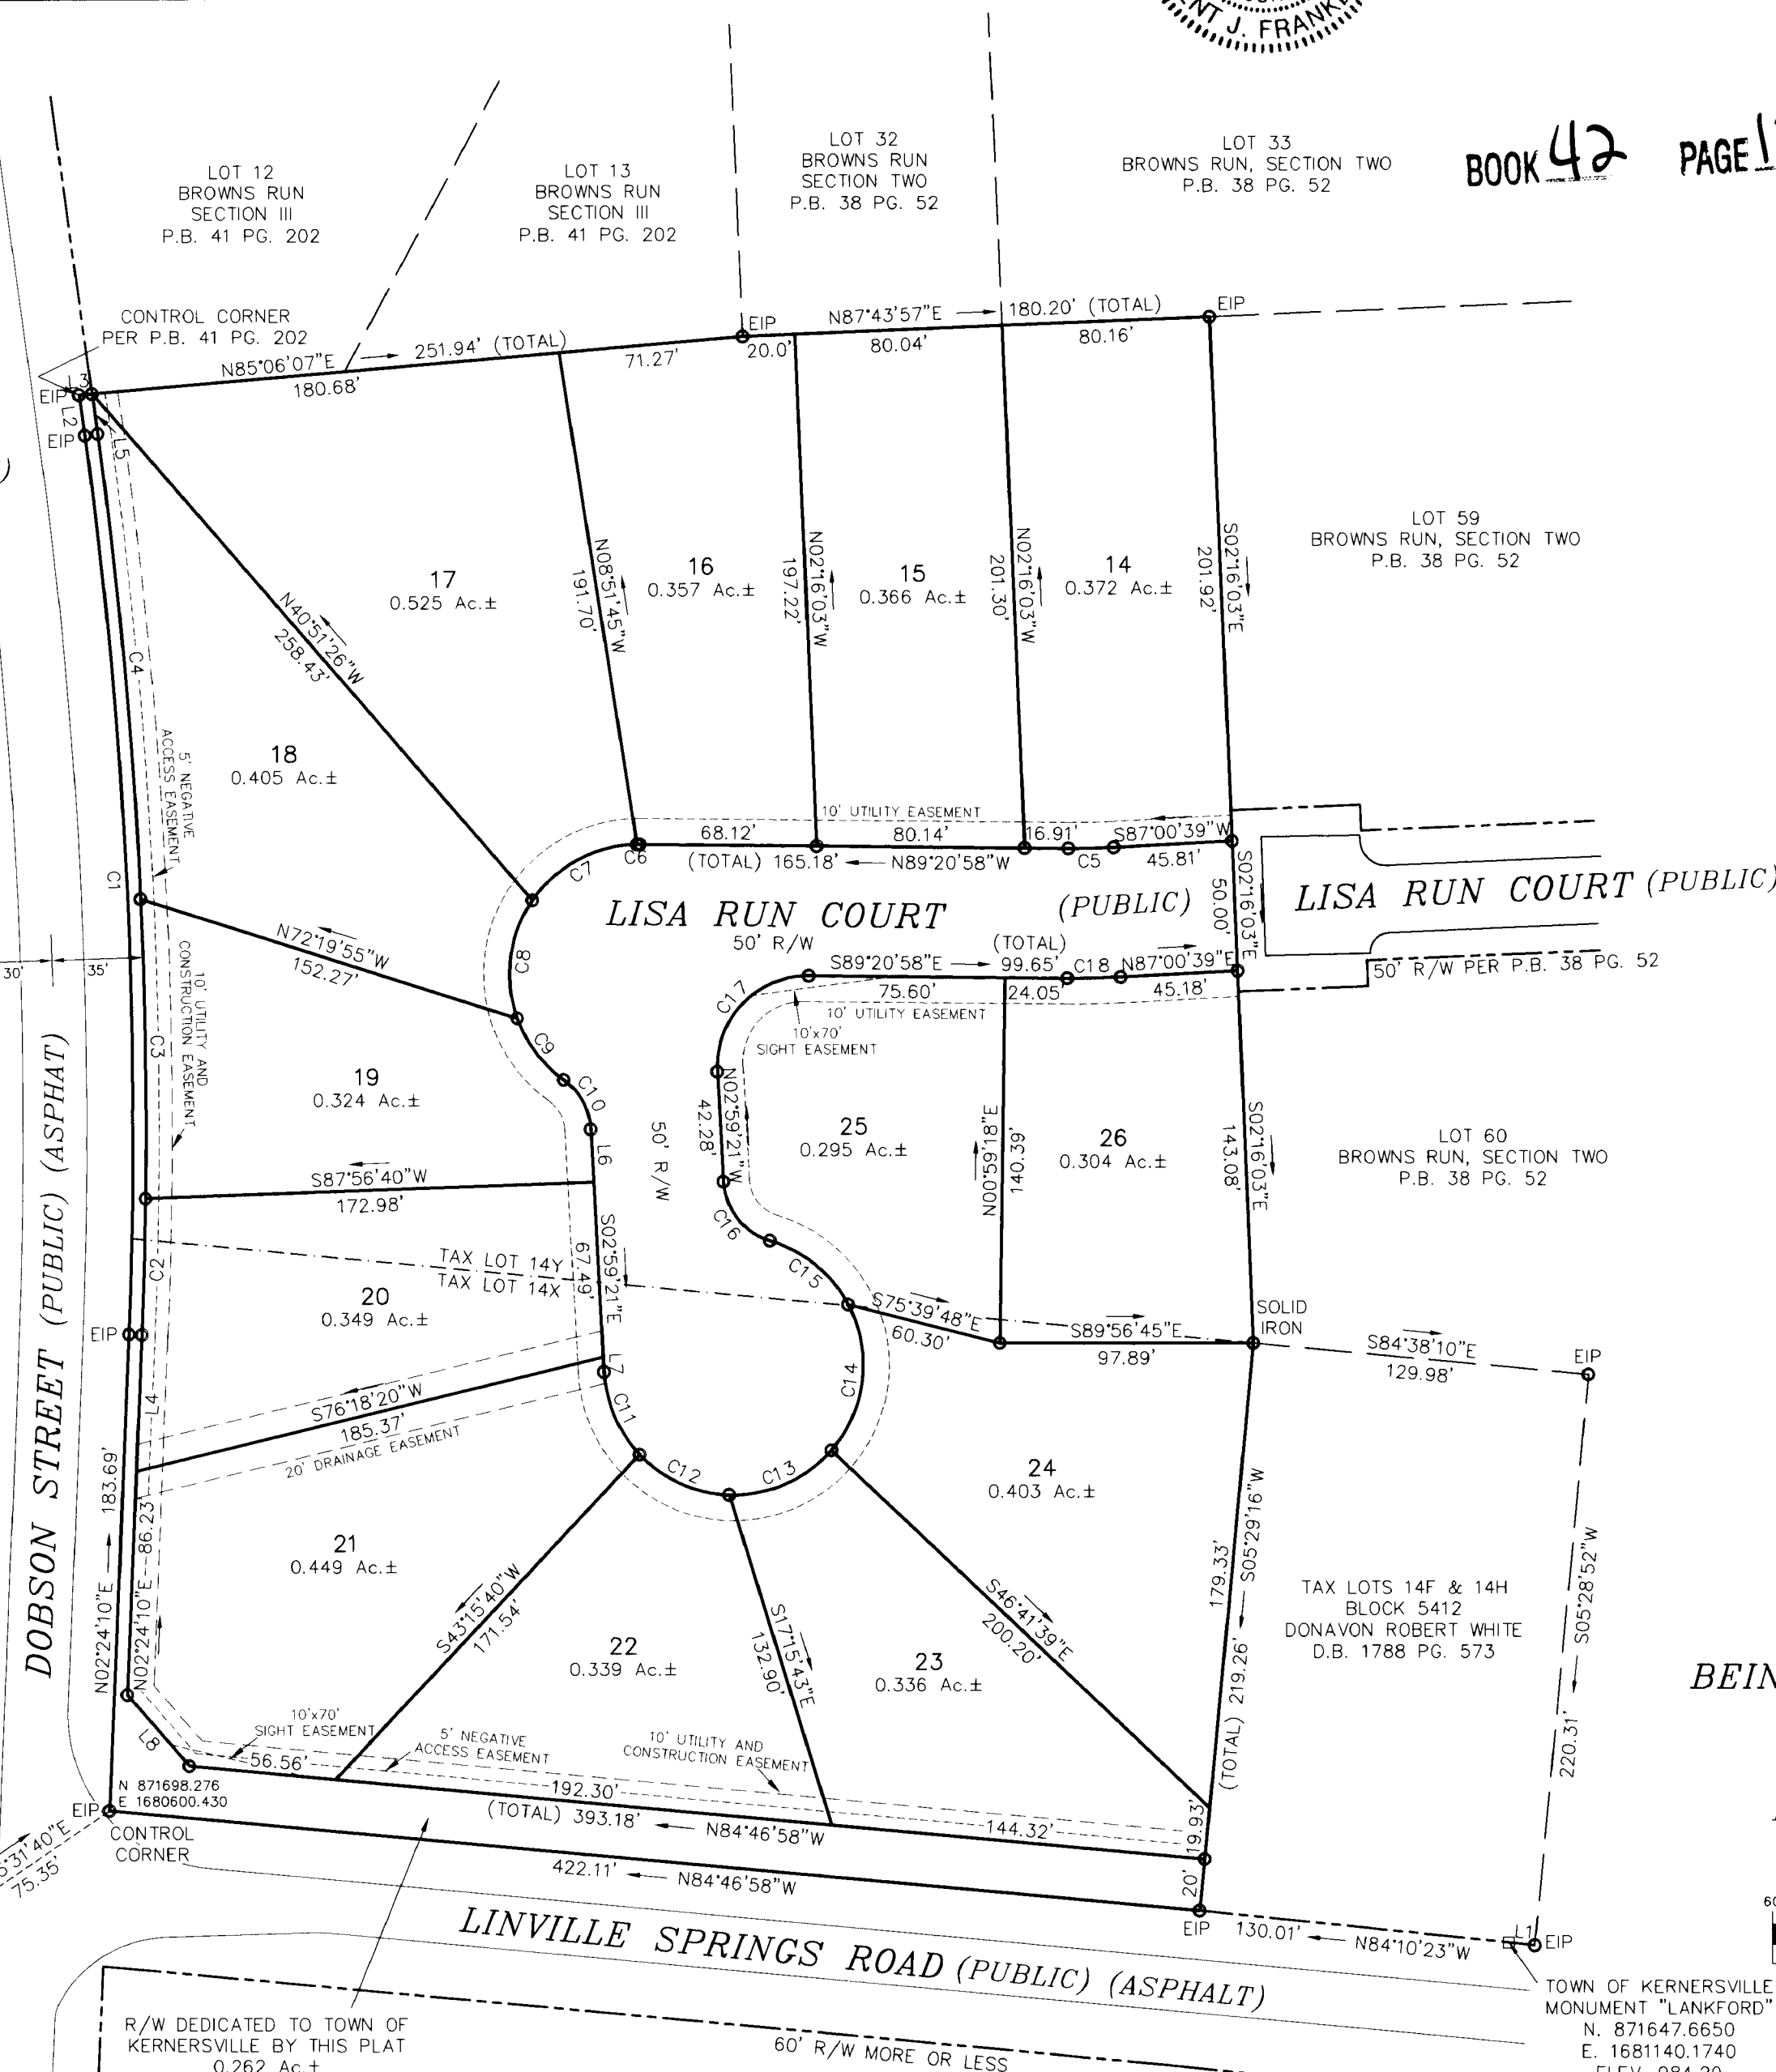 ENT J. FRANKL
BOOK 42 PAGE 1
LOT 12
BROWNS RUN
SECTION III
P.B. 41 PG. 202
LOT 13
BROWNS RUN
SECTION III
P.B. 41 PG. 202
LOT 32
BROWNS RUN
SECTION TWO
P.B. 38 PG. 52
LOT 33
BROWNS RUN, SECTION TWO
P.B. 38 PG. 52
CONTROL CORNER
PER P.B. 41 PG. 202
N85°06'07"E
251.94' (TOTAL)
180.68'
71.27'
EIP
20.0'
N87°43'57"E
180.20' (TOTAL)
80.04'
80.16'
EIP
L3
EIP
L2
EIP
L5
LOT 59
BROWNS RUN, SECTION TWO
P.B. 38 PG. 52
17
0.525 Ac.±
N08°51'45"W
191.70'
16
0.357 Ac.±
N02°16'03"W
197.22'
15
0.366 Ac.±
N02°16'03"W
201.30'
14
0.372 Ac.±
S02°16'03"E
201.92'
N40°51'26"W
258.43'
C4
18
0.405 Ac.±
5' NEGATIVE
ACCESS EASEMENT
C1
10' UTILITY EASEMENT
68.12'
80.14'
16.91'
S87°00'39"W
C6
(TOTAL) 165.18'
N89°20'58"W
C5
45.81'
C7
LISA RUN COURT
(PUBLIC)
50' R/W
S02°16'03"E
50.00'
LISA RUN COURT (PUBLIC)
50' R/W PER P.B. 38 PG. 52
N72°19'55"W
152.27'
C8
30'
35'
10' UTILITY AND
CONSTRUCTION EASEMENT
C3
(TOTAL)
S89°20'58"E
99.65'
C18
N87°00'39"E
75.60'
24.05'
45.18'
C17
10' UTILITY EASEMENT
10'x70'
SIGHT EASEMENT
C9
C10
19
0.324 Ac.±
L6
50' R/W
N02°59'21"W
42.28'
25
0.295 Ac.±
N00°59'18"E
140.39'
26
0.304 Ac.±
S02°16'03"E
143.08'
LOT 60
BROWNS RUN, SECTION TWO
P.B. 38 PG. 52
S87°56'40"W
172.98'
C16
C15
S02°59'21"E
67.49'
TAX LOT 14Y
TAX LOT 14X
C2
20
0.349 Ac.±
EIP
S75°39'48"E
60.30'
S89°56'45"E
97.89'
SOLID
IRON
S84°38'10"E
129.98'
EIP
L7
C14
L4
S76°18'20"W
185.37'
20' DRAINAGE EASEMENT
C11
C12
C13
24
0.403 Ac.±
DOBSON STREET (PUBLIC) (ASPHAT)
183.69'
N02°24'10"E
86.23'
N02°24'10"E
21
0.449 Ac.±
S43°15'40"W
171.54'
22
0.339 Ac.±
S17°15'43"E
132.90'
23
0.336 Ac.±
S46°41'39"E
200.20'
179.33'
(TOTAL) 219.26'
S05°29'16"W
TAX LOTS 14F & 14H
BLOCK 5412
DONAVON ROBERT WHITE
D.B. 1788 PG. 573
S05°28'52"W
220.31'
BEIN
L8
10'x70'
SIGHT EASEMENT
5' NEGATIVE
ACCESS EASEMENT
10' UTILITY AND
CONSTRUCTION EASEMENT
56.56'
192.30'
144.32'
19.93'
20'
N 871698.276
E 1680600.430
EIP
CONTROL
CORNER
31'40"E
75.35'
(TOTAL) 393.18'
N84°46'58"W
422.11'
N84°46'58"W
EIP
130.01'
N84°10'23"W
L1
EIP
60
LINVILLE SPRINGS ROAD (PUBLIC) (ASPHALT)
TOWN OF KERNERSVILLE
MONUMENT "LANKFORD"
N. 871647.6650
E. 1681140.1740
R/W DEDICATED TO TOWN OF
KERNERSVILLE BY THIS PLAT
0.262 Ac.±
60' R/W MORE OR LESS